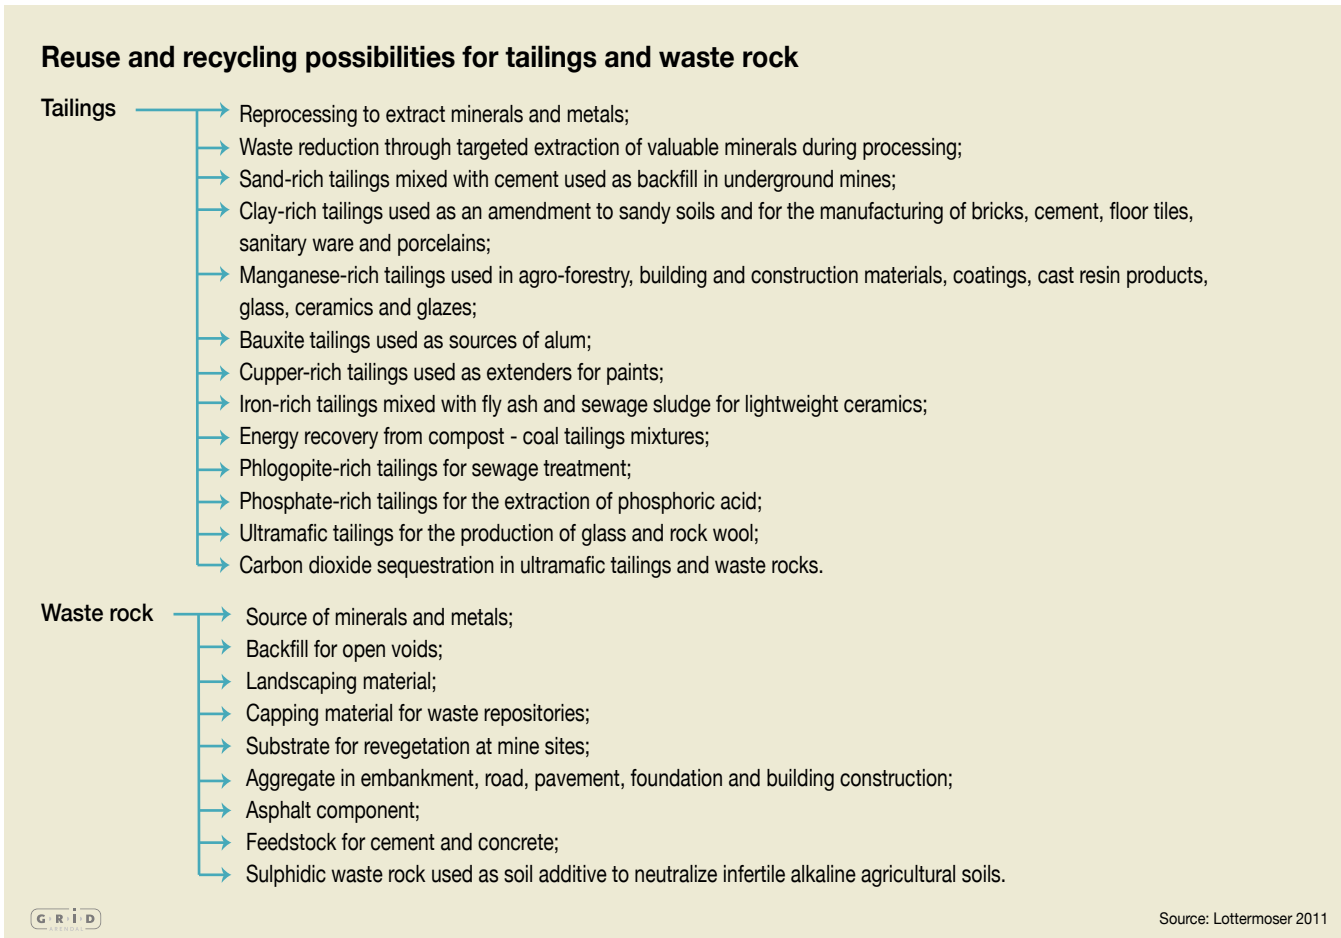 Reuse and recycling possibilities for tailings and waste rock
Tailings
Reprocessing to extract minerals and metals;
Waste reduction through targeted extraction of valuable minerals during processing;
Sand-rich tailings mixed with cement used as backfill in underground mines;
Clay-rich tailings used as an amendment to sandy soils and for the manufacturing of bricks, cement, floor tiles,
sanitary ware and porcelains;
Manganese-rich tailings used in agro-forestry, building and construction materials, coatings, cast resin products,
glass, ceramics and glazes;
Bauxite tailings used as sources of alum;
Cupper-rich tailings used as extenders for paints;
Iron-rich tailings mixed with fly ash and sewage sludge for lightweight ceramics;
Energy recovery from compost - coal tailings mixtures;
Phlogopite-rich tailings for sewage treatment;
Phosphate-rich tailings for the extraction of phosphoric acid;
Ultramafic tailings for the production of glass and rock wool;
Carbon dioxide sequestration in ultramafic tailings and waste rocks.
Waste rock
Source of minerals and metals;
Backfill for open voids;
Landscaping material;
Capping material for waste repositories;
Substrate for revegetation at mine sites;
Aggregate in embankment, road, pavement, foundation and building construction;
Asphalt component;
Feedstock for cement and concrete;
Sulphidic waste rock used as soil additive to neutralize infertile alkaline agricultural soils.
G R I D
ARENDAL
Source: Lottermoser 2011